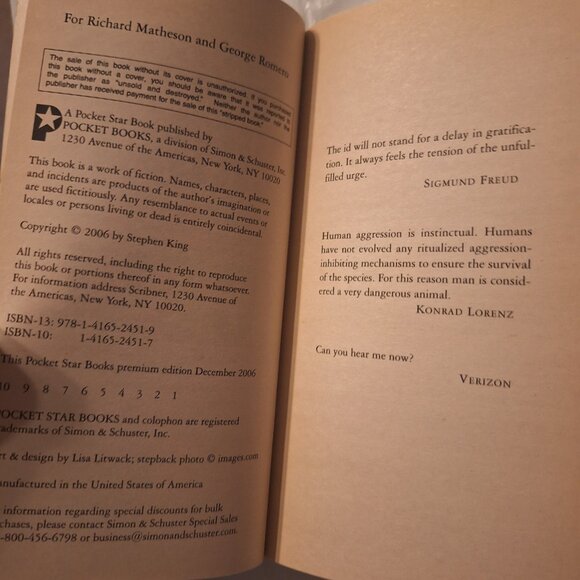 For Richard Matheson and George Romero
The sale of this book without its cover is unauthorized. If you purchased
this book without a cover, you should be aware that it was reported to
the publisher as "unsold and destroyed." Neither the author nor the
publisher has received payment for the sale of this "stripped book."
P
A Pocket Star Book published by
POCKET BOOKS, a division of Simon & Schuster, Inc.
1230 Avenue of the Americas, New York, NY 10020
This book is a work of fiction. Names, characters, places,
and incidents are products of the author's imagination or
are used fictitiously. Any resemblance to actual events or
locales or persons living or dead is entirely coincidental.
Copyright © 2006 by Stephen King
All rights reserved, including the right to reproduce
this book or portions thereof in any form whatsoever.
For information address Scribner, 1230 Avenue of
the Americas, New York, NY 10020.
ISBN-13: 978-1-4165-2451-9
ISBN-10: 1-4165-2451-7
This Pocket Star Books premium edition December 2006
10 9 8 7 6 5 4 3 2 1
POCKET STAR BOOKS and colophon are registered
trademarks of Simon & Schuster, Inc.
rt & design by Lisa Litwack; stepback photo © images.com
anufactured in the United States of America
information regarding special discounts for bulk
chases, please contact Simon & Schuster Special Sales
-800-456-6798 or business@simonandschuster.com.
The id will not stand for a delay in gratifica-
tion. It always feels the tension of the unful-
filled urge.
SIGMUND FREUD
Human aggression is instinctual. Humans
have not evolved any ritualized aggression-
inhibiting mechanisms to ensure the survival
of the species. For this reason man is consid-
ered a very dangerous animal.
KONRAD LORENZ
Can you hear me now?
VERIZON